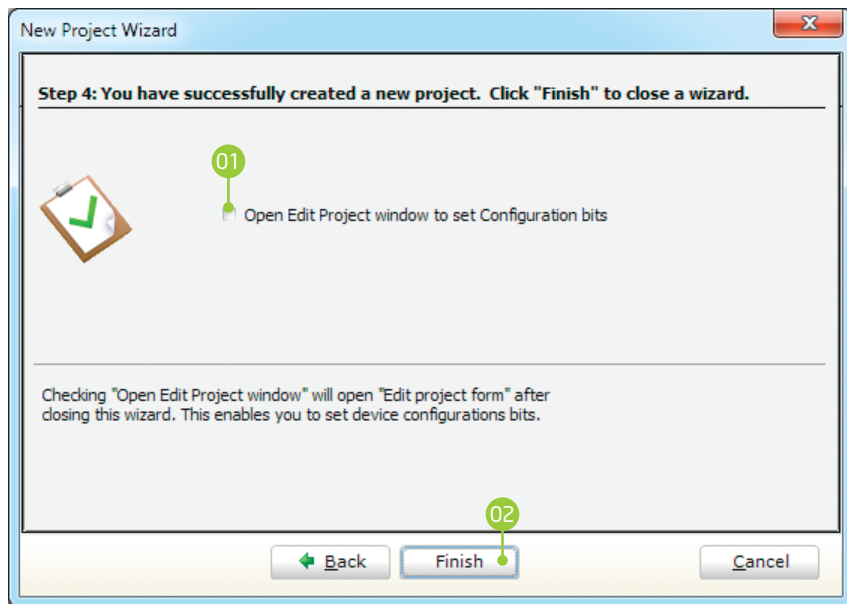 New Project Wizard
Step 4: You have successfully created a new project. Click "Finish" to close a wizard.
01
Open Edit Project window to set Configuration bits
Checking "Open Edit Project window" will open "Edit project form" after
closing this wizard. This enables you to set device configurations bits.
02
Back
Finish
Cancel